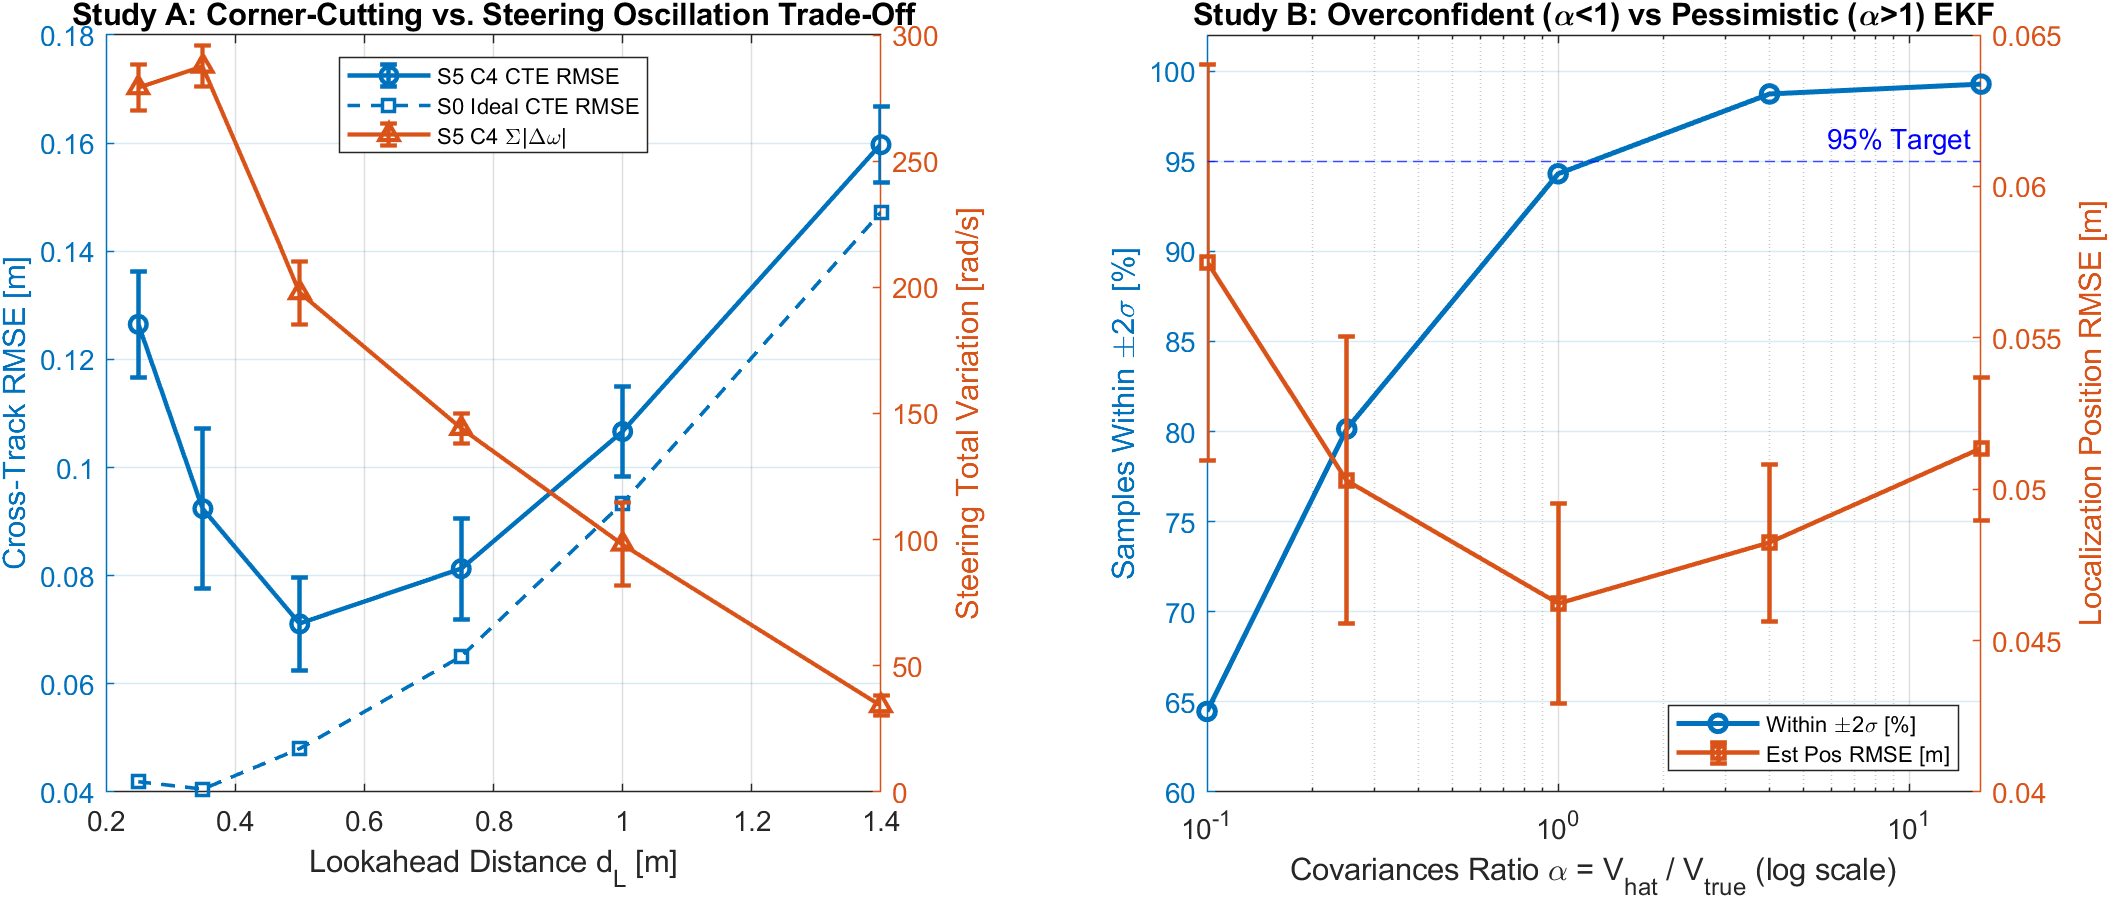 Study A: Corner-Cutting vs. Steering Oscillation Trade-Off
0.18
0.16
0.14
0.12
0.1
0.08
0.06
0.04
Cross-Track RMSE [m]
S5 C4 CTE RMSE
S0 Ideal CTE RMSE
S5 C4 Σ|Δω|
300
250
200
150
100
50
0
Steering Total Variation [rad/s]
0.2 0.4 0.6 0.8 1 1.2 1.4
Lookahead Distance d_L [m]
Study B: Overconfident (α<1) vs Pessimistic (α>1) EKF
100
95
90
85
80
75
70
65
60
Samples Within ±2σ [%]
95% Target
Within ±2σ [%]
Est Pos RMSE [m]
0.065
0.06
0.055
0.05
0.045
0.04
Localization Position RMSE [m]
10^-1 10^0 10^1
Covariances Ratio α = V_hat / V_true (log scale)